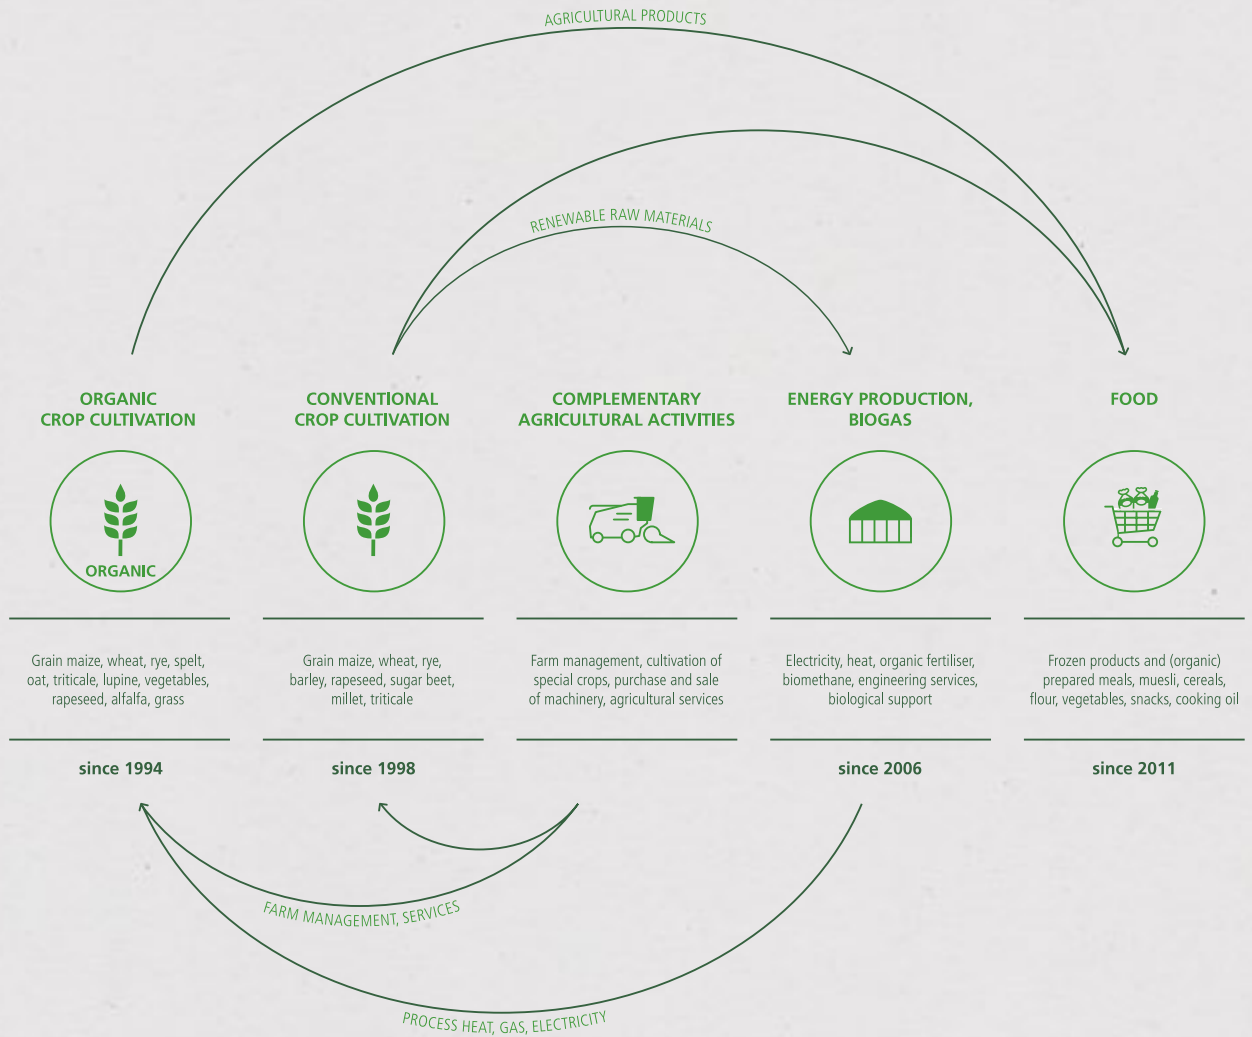 AGRICULTURAL PRODUCTS
RENEWABLE RAW MATERIALS
ORGANIC
CROP CULTIVATION
CONVENTIONAL
CROP CULTIVATION
COMPLEMENTARY
AGRICULTURAL ACTIVITIES
ENERGY PRODUCTION,
BIOGAS
FOOD
ORGANIC
Grain maize, wheat, rye, spelt,
oat, triticale, lupine, vegetables,
rapeseed, alfalfa, grass
Grain maize, wheat, rye,
barley, rapeseed, sugar beet,
millet, triticale
Farm management, cultivation of
special crops, purchase and sale
of machinery, agricultural services
Electricity, heat, organic fertiliser,
biomethane, engineering services,
biological support
Frozen products and (organic)
prepared meals, muesli, cereals,
flour, vegetables, snacks, cooking oil
since 1994
since 1998
since 2006
since 2011
FARM MANAGEMENT, SERVICES
PROCESS HEAT, GAS, ELECTRICITY